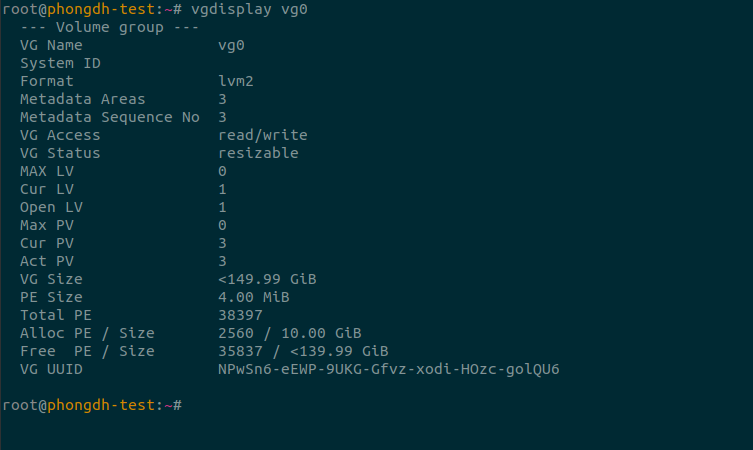 root@phongdh-test:~# vgdisplay vg0
  --- Volume group ---
  VG Name               vg0
  System ID
  Format                lvm2
  Metadata Areas        3
  Metadata Sequence No  3
  VG Access             read/write
  VG Status             resizable
  MAX LV                0
  Cur LV                1
  Open LV               1
  Max PV                0
  Cur PV                3
  Act PV                3
  VG Size               <149.99 GiB
  PE Size               4.00 MiB
  Total PE              38397
  Alloc PE / Size       2560 / 10.00 GiB
  Free  PE / Size       35837 / <139.99 GiB
  VG UUID               NPwSn6-eEWP-9UKG-Gfvz-xodi-HOzc-golQU6
root@phongdh-test:~#